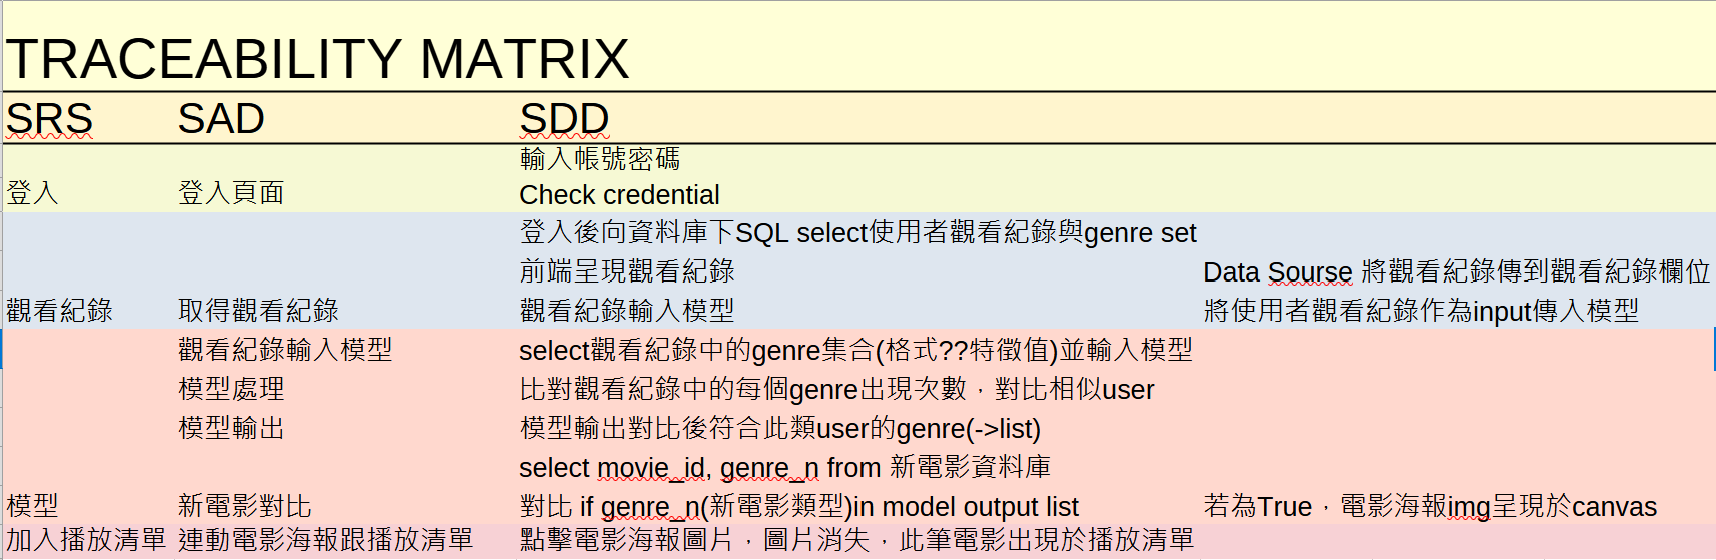 TRACEABILITY MATRIX
SRS SAD SDD
輸入帳號密碼
登入 登入頁面 Check credential
登入後向資料庫下SQL select使用者觀看紀錄與genre set
前端呈現觀看紀錄 Data Sourse 將觀看紀錄傳到觀看紀錄欄位
觀看紀錄 取得觀看紀錄 觀看紀錄輸入模型 將使用者觀看紀錄作為input傳入模型
觀看紀錄輸入模型 select觀看紀錄中的genre集合(格式??特徵值)並輸入模型
模型處理 比對觀看紀錄中的每個genre出現次數，對比相似user
模型輸出 模型輸出對比後符合此類user的genre(->list)
select movie_id, genre_n from 新電影資料庫
模型 新電影對比 對比 if genre_n(新電影類型)in model output list 若為True，電影海報img呈現於canvas
加入播放清單 連動電影海報跟播放清單 點擊電影海報圖片，圖片消失，此筆電影出現於播放清單